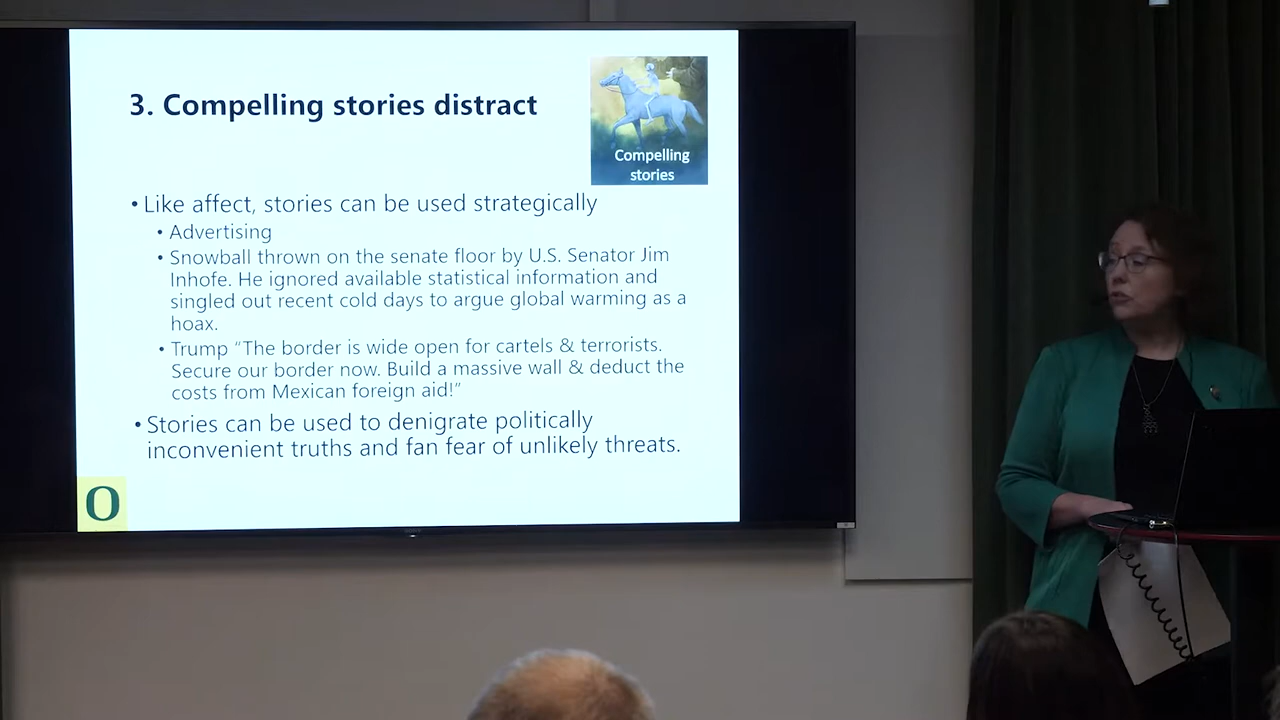 3. Compelling stories distract
Compelling
stories
• Like affect, stories can be used strategically
• Advertising
• Snowball thrown on the senate floor by U.S. Senator Jim
Inhofe. He ignored available statistical information and
singled out recent cold days to argue global warming as a
hoax.
• Trump “The border is wide open for cartels & terrorists.
Secure our border now. Build a massive wall & deduct the
costs from Mexican foreign aid!”
• Stories can be used to denigrate politically
inconvenient truths and fan fear of unlikely threats.
O